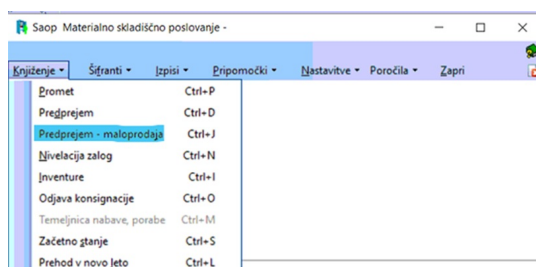 Saop Materialno skladiščno poslovanje -
Knjiženje Šifranti Izpisi Pripomočki Nastavitve Poročila Zapri
Promet Ctrl+P
Predprejem Ctrl+D
Predprejem - maloprodaja Ctrl+J
Nivelacija zalog Ctrl+N
Inventure Ctrl+I
Odjava konsignacije Ctrl+O
Temeljnica nabave, porabe Ctrl+M
Začetno stanje Ctrl+S
Prehod v novo leto Ctrl+L